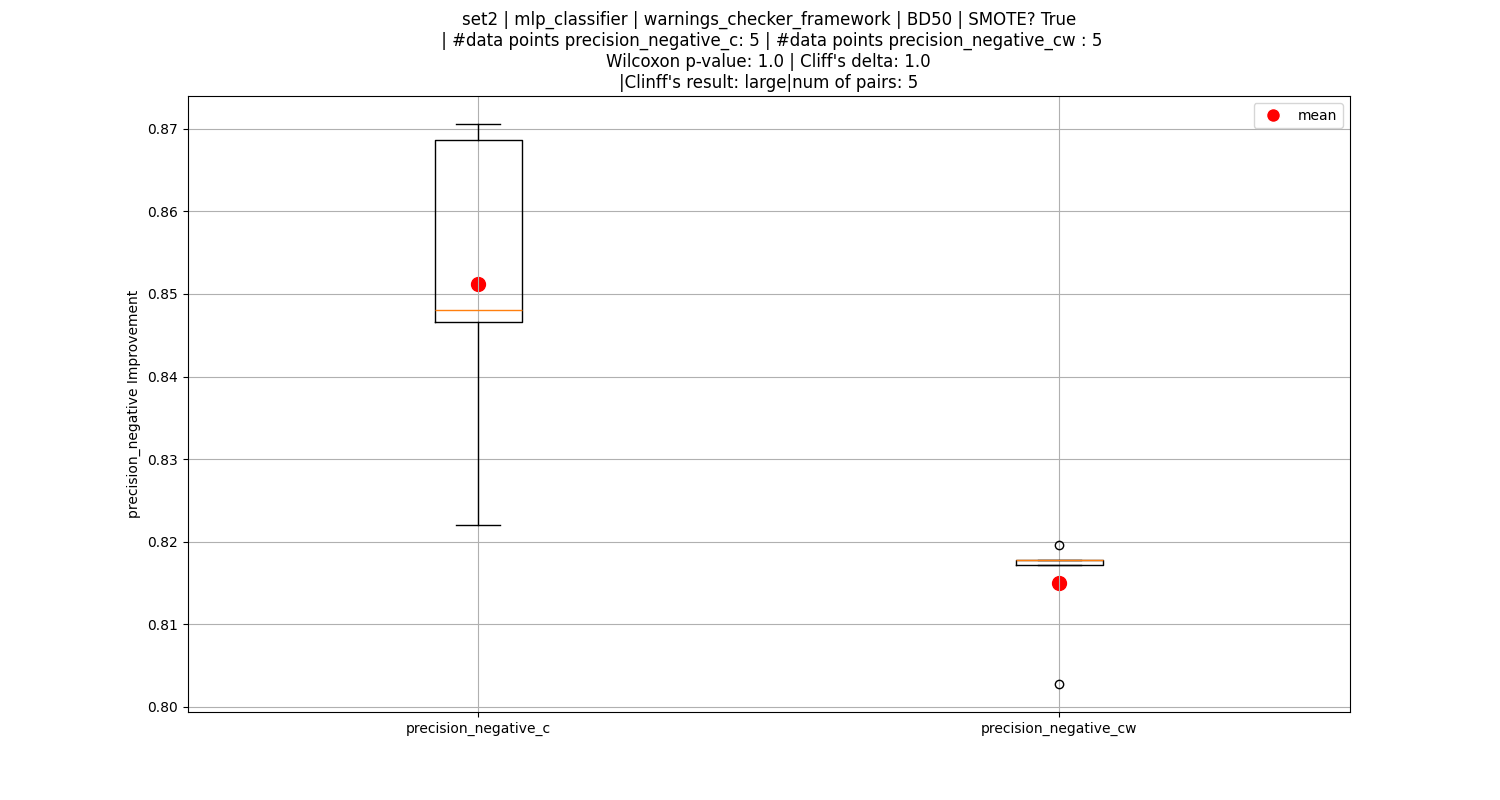 set2 | mlp_classifier | warnings_checker_framework | BD50 | SMOTE? True
| #data points precision_negative_c: 5 | #data points precision_negative_cw : 5
Wilcoxon p-value: 1.0 | Cliff's delta: 1.0
|Clinff's result: large|num of pairs: 5
mean
0.87
0.86
0.85
0.84
0.83
0.82
0.81
0.80
precision_negative Improvement
precision_negative_c
precision_negative_cw